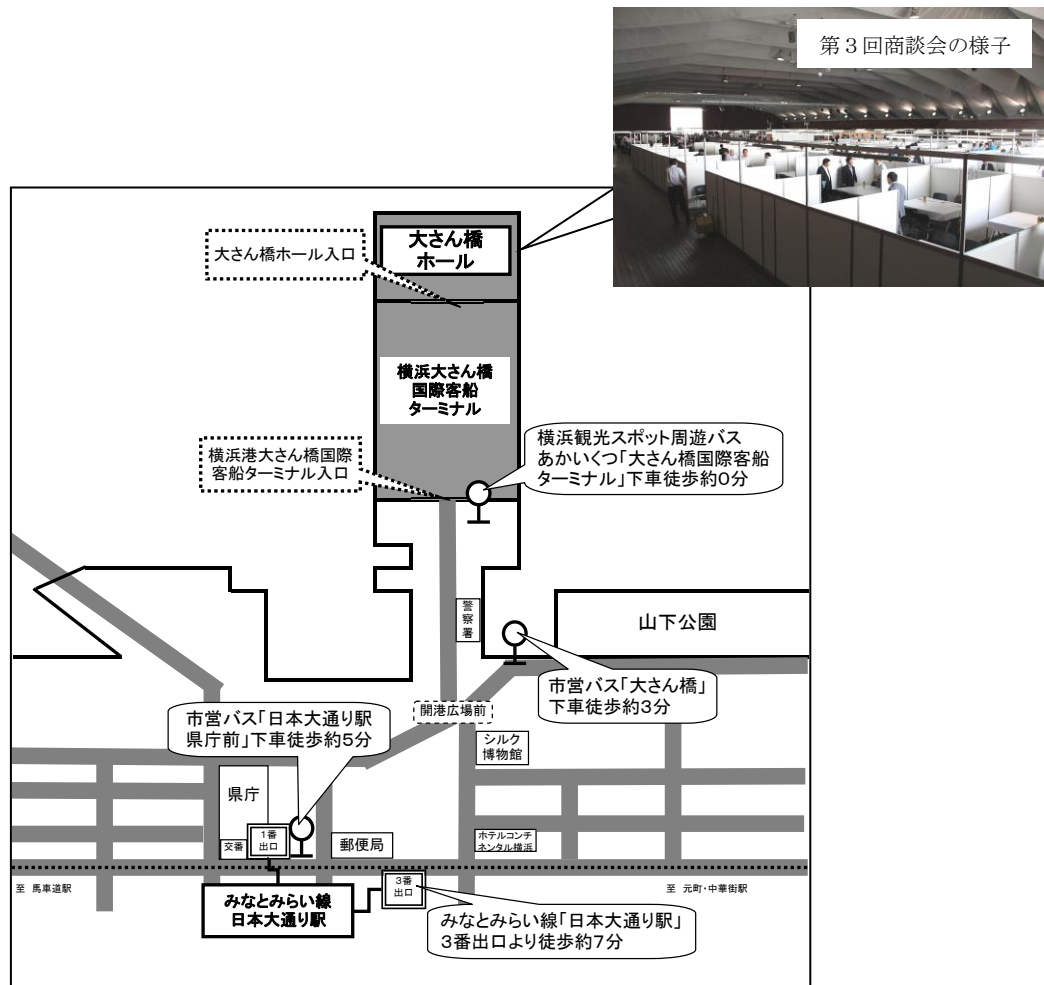 第３回商談会の様子
大さん橋
ホール
大さん橋ホール入口
横浜大さん橋
国際客船
ターミナル
横浜港大さん橋国際
客船ターミナル入口
横浜観光スポット周遊バス
あかいくつ「大さん橋国際客船
ターミナル」下車徒歩約０分
警察署
山下公園
市営バス「大さん橋」
下車徒歩約３分
開港広場前
市営バス「日本大通り駅
県庁前」下車徒歩約５分
シルク
博物館
県庁
交番
１番
出口
郵便局
ホテルコンチ
ネンタル横浜
至 馬車道駅
３番
出口
至 元町・中華街駅
みなとみらい線
日本大通り駅
みなとみらい線「日本大通り駅」
３番出口より徒歩約７分